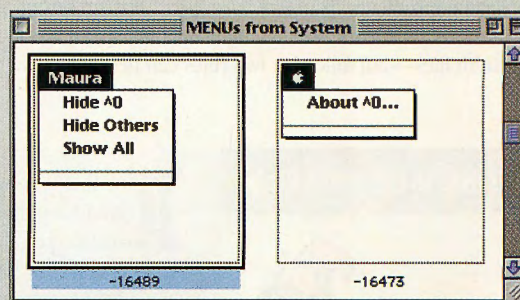 MENUs from System
Maura
Hide ^0
Hide Others
Show All
About ^0...
-16489
-16473